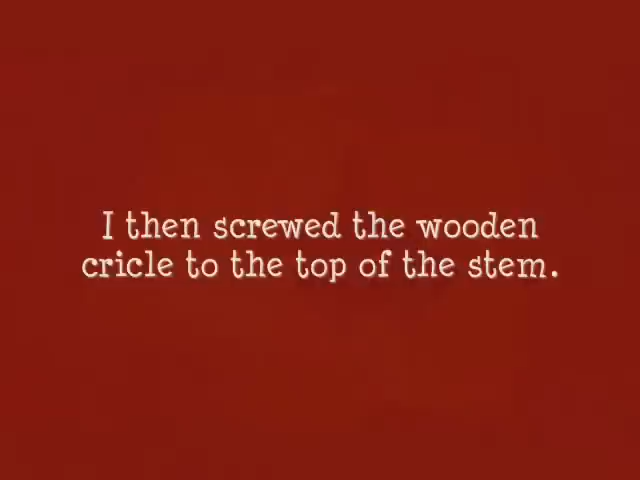 I then screwed the wooden
cricle to the top of the stem.